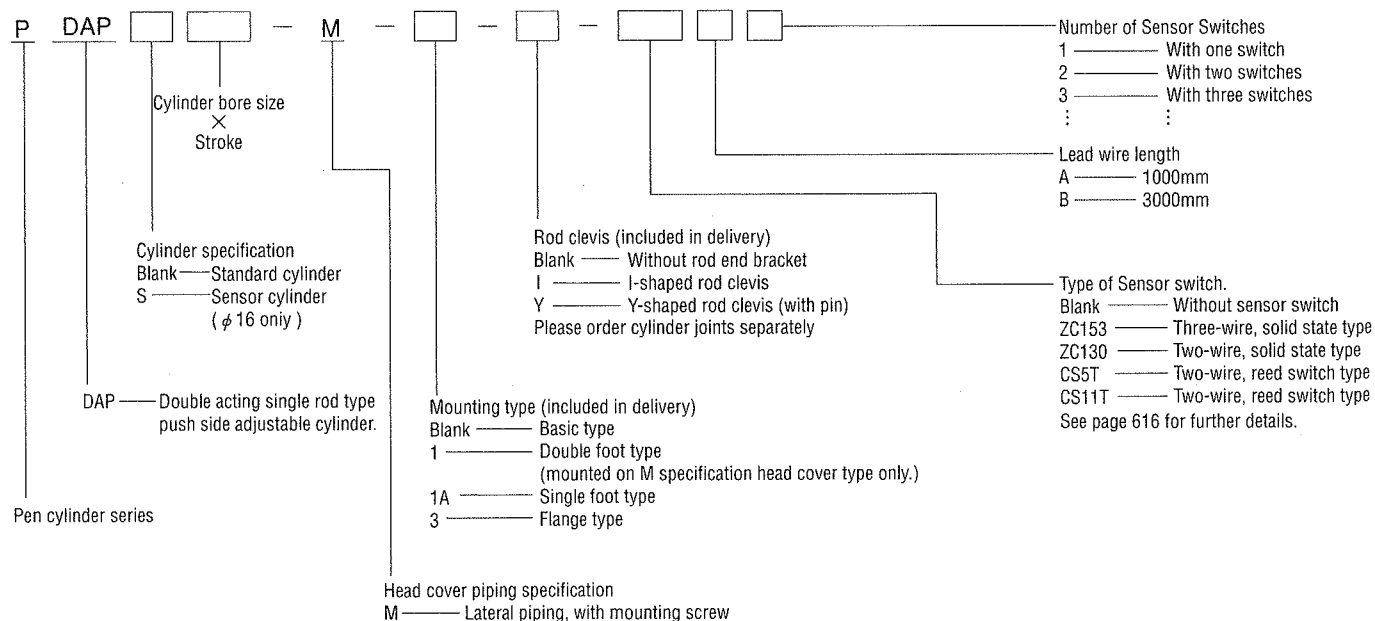 P DAP - M - - -
Number of Sensor Switches
1 With one switch
2 With two switches
3 With three switches
⋮ ⋮
Cylinder bore size
×
Stroke
Lead wire length
A 1000mm
B 3000mm
Cylinder specification
Blank Standard cylinder
S Sensor cylinder
( φ 16 only )
Rod clevis (included in delivery)
Blank Without rod end bracket
I I-shaped rod clevis
Y Y-shaped rod clevis (with pin)
Please order cylinder joints separately
Type of Sensor switch.
Blank Without sensor switch
ZC153 Three-wire, solid state type
ZC130 Two-wire, solid state type
CS5T Two-wire, reed switch type
CS11T Two-wire, reed switch type
See page 616 for further details.
DAP Double acting single rod type
push side adjustable cylinder.
Mounting type (included in delivery)
Blank Basic type
1 Double foot type
(mounted on M specification head cover type only.)
1A Single foot type
3 Flange type
Pen cylinder series
Head cover piping specification
M Lateral piping, with mounting screw